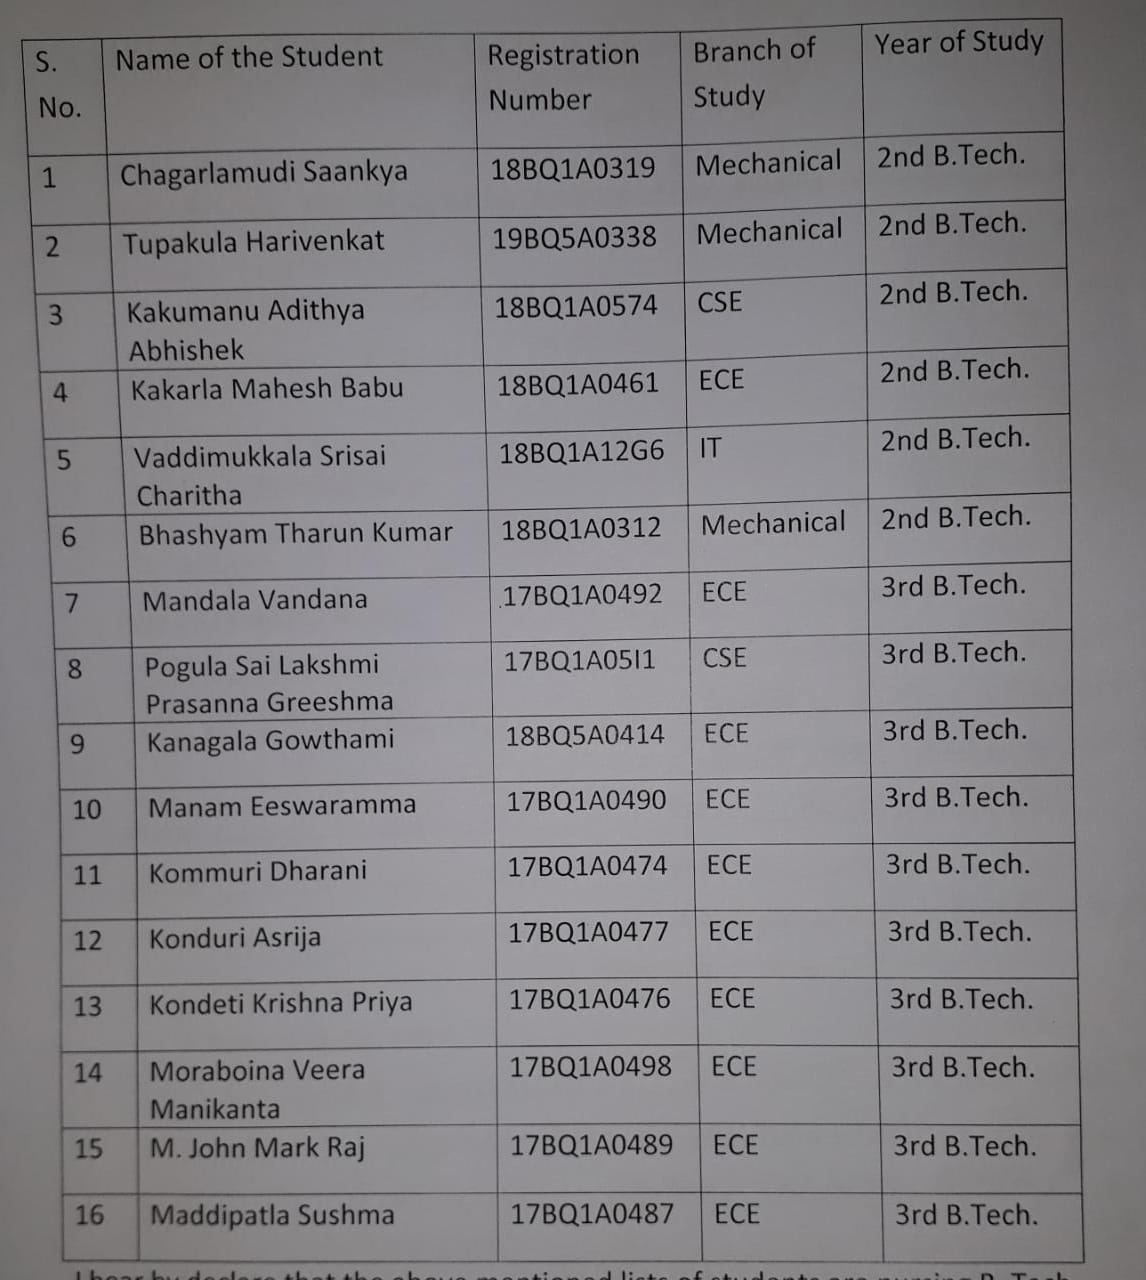 S. No. Name of the Student Registration Number Branch of Study Year of Study
1 Chagarlamudi Saankya 18BQ1A0319 Mechanical 2nd B.Tech.
2 Tupakula Harivenkat 19BQ5A0338 Mechanical 2nd B.Tech.
3 Kakumanu Adithya Abhishek 18BQ1A0574 CSE 2nd B.Tech.
4 Kakarla Mahesh Babu 18BQ1A0461 ECE 2nd B.Tech.
5 Vaddimukkala Srisai Charitha 18BQ1A12G6 IT 2nd B.Tech.
6 Bhashyam Tharun Kumar 18BQ1A0312 Mechanical 2nd B.Tech.
7 Mandala Vandana 17BQ1A0492 ECE 3rd B.Tech.
8 Pogula Sai Lakshmi Prasanna Greeshma 17BQ1A05I1 CSE 3rd B.Tech.
9 Kanagala Gowthami 18BQ5A0414 ECE 3rd B.Tech.
10 Manam Eeswaramma 17BQ1A0490 ECE 3rd B.Tech.
11 Kommuri Dharani 17BQ1A0474 ECE 3rd B.Tech.
12 Konduri Asrija 17BQ1A0477 ECE 3rd B.Tech.
13 Kondeti Krishna Priya 17BQ1A0476 ECE 3rd B.Tech.
14 Moraboina Veera Manikanta 17BQ1A0498 ECE 3rd B.Tech.
15 M. John Mark Raj 17BQ1A0489 ECE 3rd B.Tech.
16 Maddipatla Sushma 17BQ1A0487 ECE 3rd B.Tech.